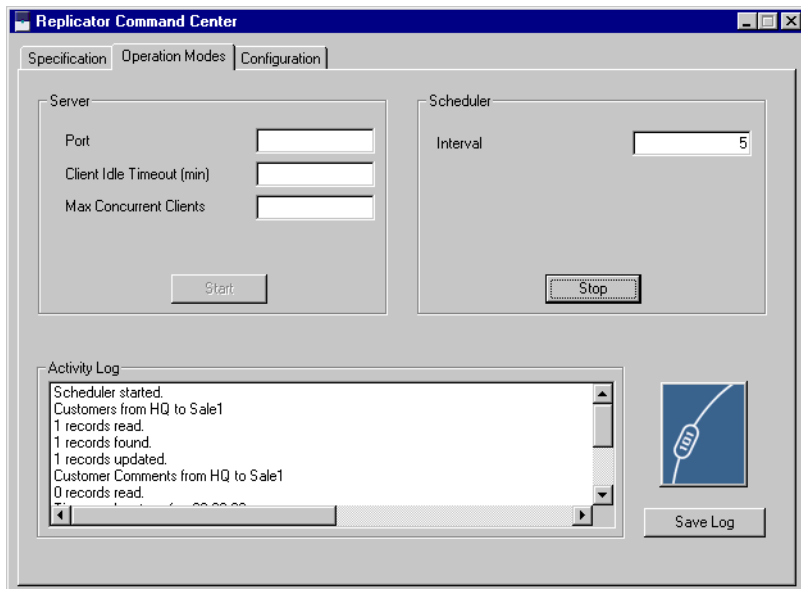 Replicator Command Center
Specification
Operation Modes
Configuration
Server
Port
Client Idle Timeout (min)
Max Concurrent Clients
Start
Scheduler
Interval
5
Stop
Activity Log
Scheduler started.
Customers from HQ to Sale1
1 records read.
1 records found.
1 records updated.
Customer Comments from HQ to Sale1
0 records read.
101
Save Log